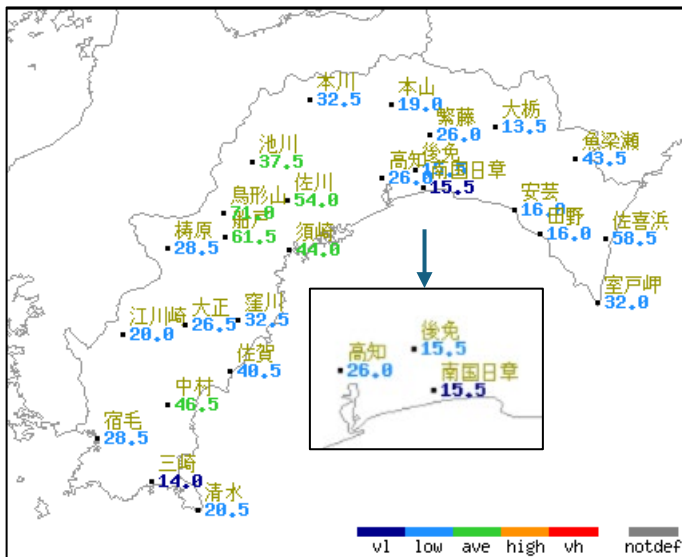 本川
32.5
本山
19.0
繁藤
26.0
大栃
13.5
魚梁瀬
43.5
池川
37.5
佐川
54.0
高知
26.0
後免
15.5
南国日章
15.5
安芸
16.0
田野
16.0
佐喜浜
58.5
室戸岬
32.0
鳥形山
71.0
船戸
61.5
梼原
28.5
須崎
44.0
江川崎
20.0
大正
26.5
窪川
32.5
佐賀
40.5
中村
46.5
宿毛
28.5
三崎
14.0
清水
20.5
後免
15.5
高知
26.0
南国日章
15.5
vl low ave high vh notdef